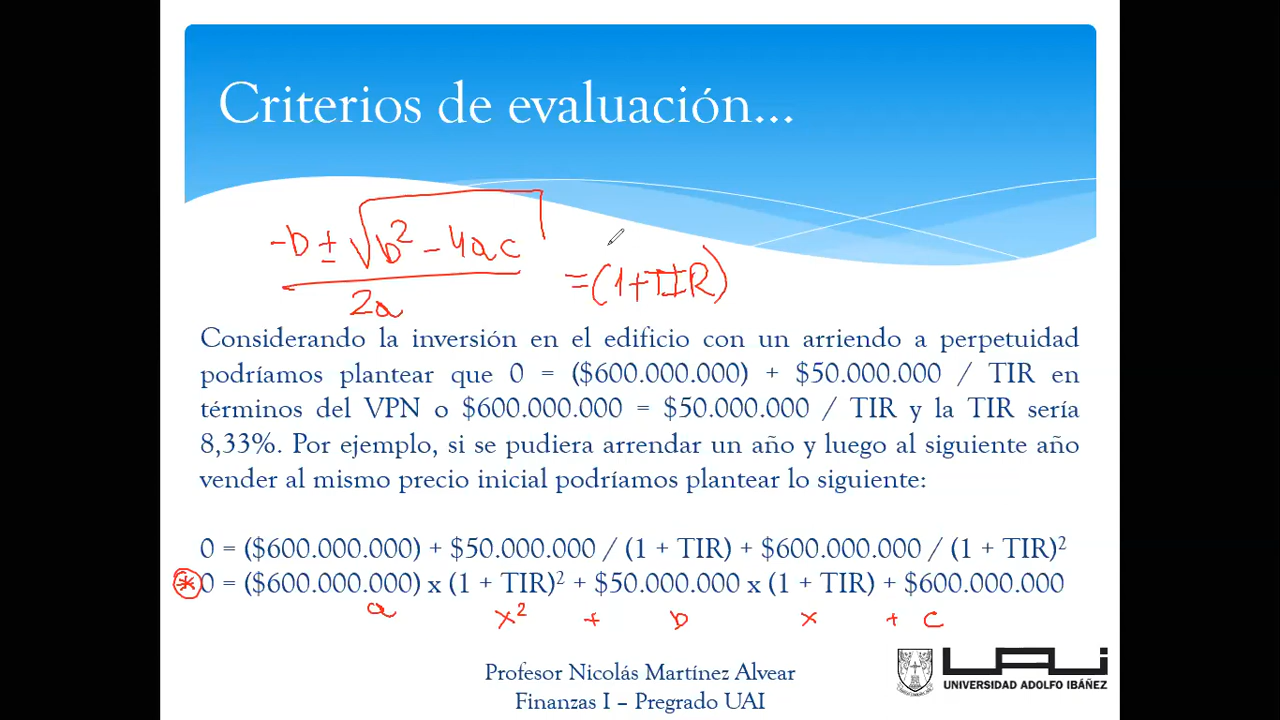 Criterios de evaluación...
-b ± √b² - 4ac
2a
= (1+TIR)
Considerando la inversión en el edificio con un arriendo a perpetuidad
podríamos plantear que 0 = ($600.000.000) + $50.000.000 / TIR en
términos del VPN o $600.000.000 = $50.000.000 / TIR y la TIR sería
8,33%. Por ejemplo, si se pudiera arrendar un año y luego al siguiente año
vender al mismo precio inicial podríamos plantear lo siguiente:
0 = ($600.000.000) + $50.000.000 / (1 + TIR) + $600.000.000 / (1 + TIR)²
* 0 = ($600.000.000) x (1 + TIR)² + $50.000.000 x (1 + TIR) + $600.000.000
a x² + b x + c
Profesor Nicolás Martínez Alvear
Finanzas I – Pregrado UAI
UAi
UNIVERSIDAD ADOLFO IBÁÑEZ